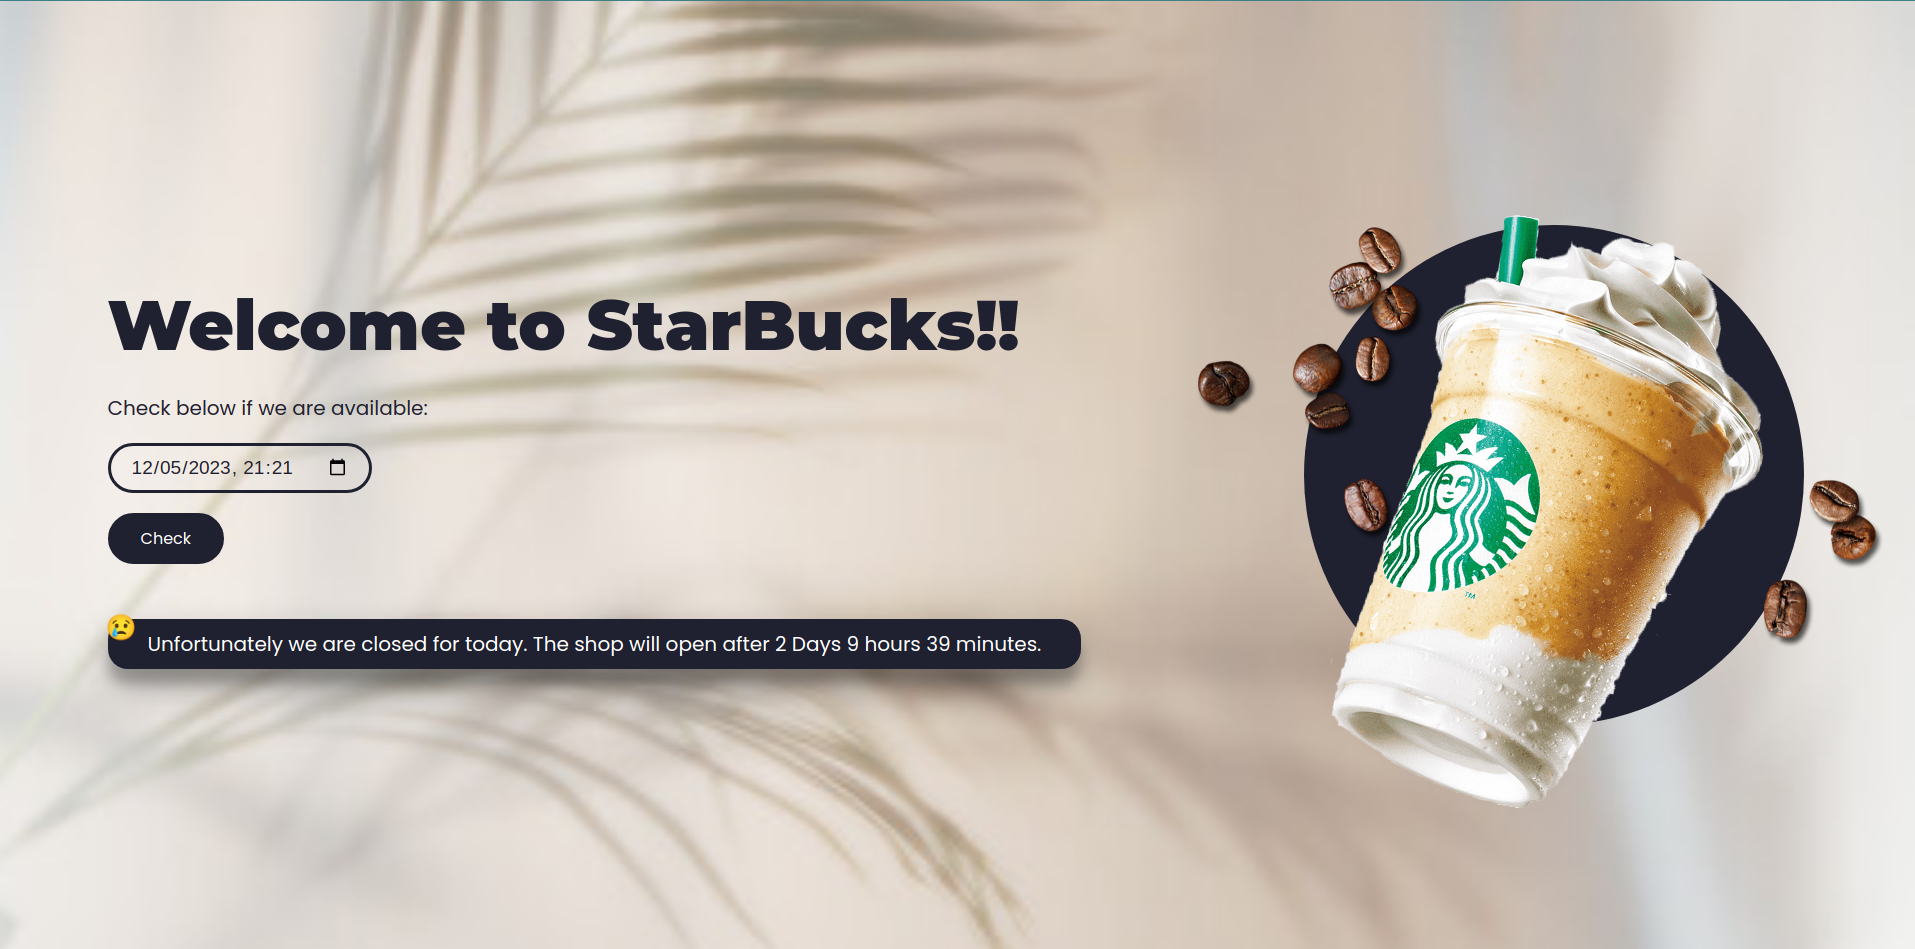 Welcome to StarBucks!!
Check below if we are available:
12/05/2023, 21:21
Check
Unfortunately we are closed for today. The shop will open after 2 Days 9 hours 39 minutes.
TM